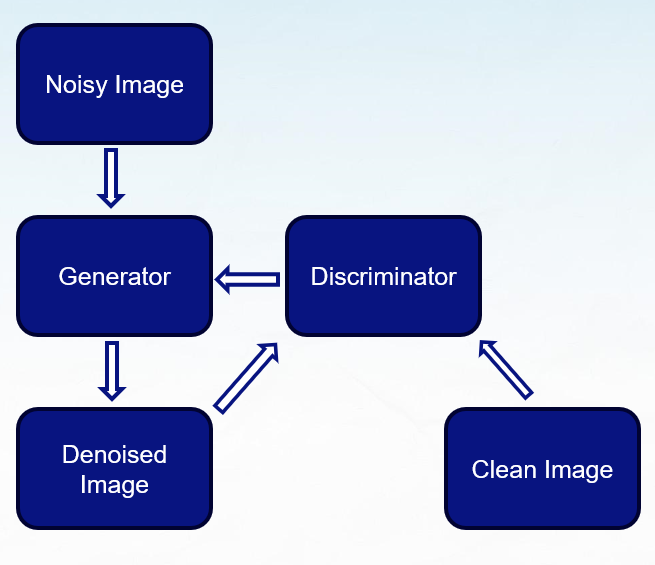 Noisy Image
Generator
Discriminator
Denoised
Image
Clean Image